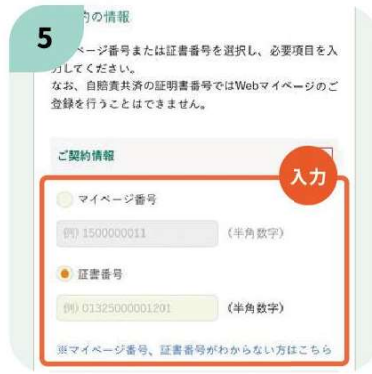 5
約の情報
ページ番号または証書番号を選択し、必要項目を入
力してください。
なお、自賠責共済の証明書番号ではWebマイページのご
登録を行うことはできません。
ご契約情報
入力
マイページ番号
例) 1500000011
(半角数字)
証書番号
例) 01325000001201
(半角数字)
※マイページ番号、証書番号がわからない方はこちら